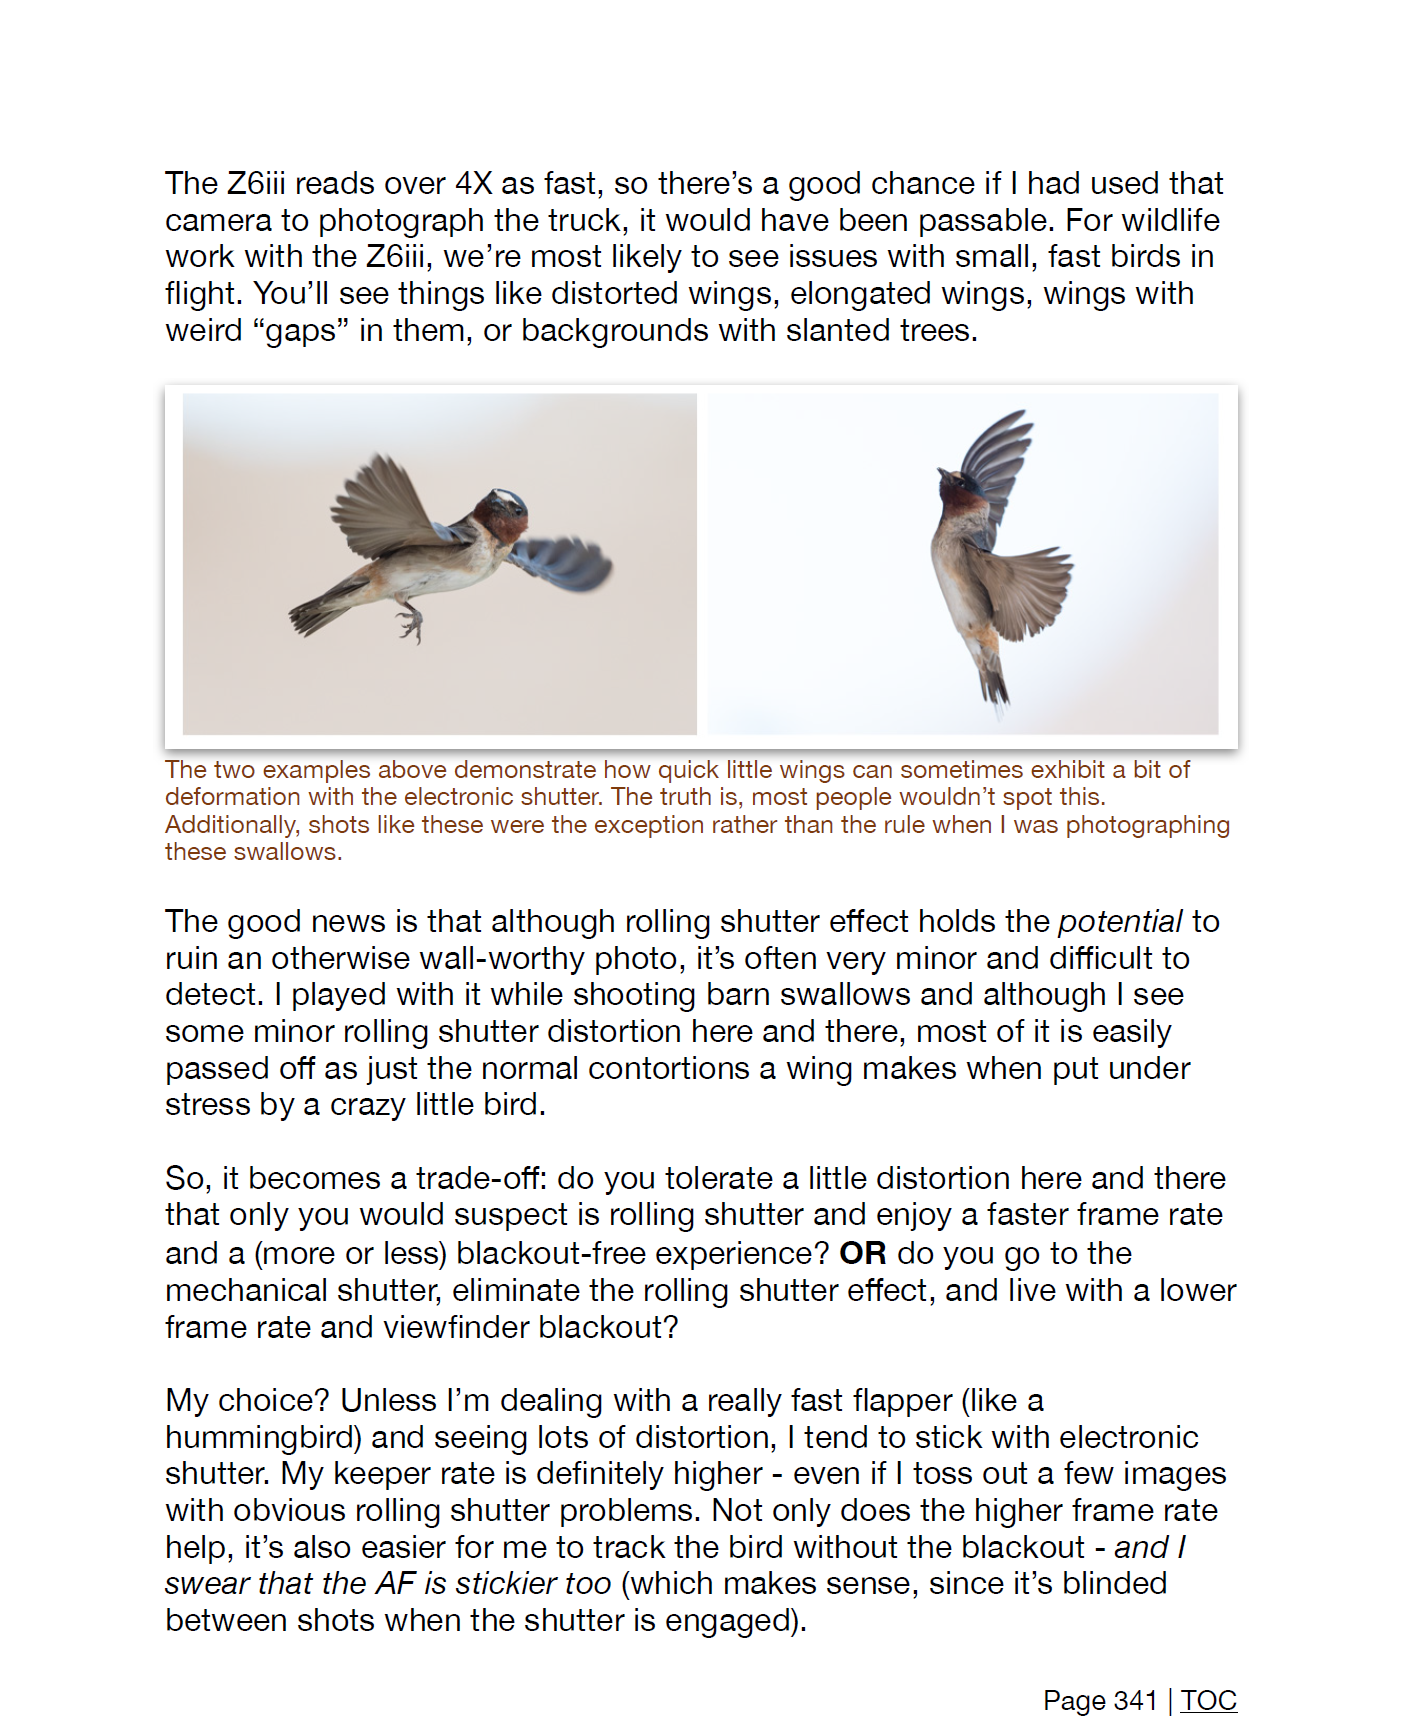 The Z6iii reads over 4X as fast, so there’s a good chance if I had used that
camera to photograph the truck, it would have been passable. For wildlife
work with the Z6iii, we’re most likely to see issues with small, fast birds in
flight. You’ll see things like distorted wings, elongated wings, wings with
weird “gaps” in them, or backgrounds with slanted trees.
The two examples above demonstrate how quick little wings can sometimes exhibit a bit of
deformation with the electronic shutter. The truth is, most people wouldn’t spot this.
Additionally, shots like these were the exception rather than the rule when I was photographing
these swallows.
The good news is that although rolling shutter effect holds the potential to
ruin an otherwise wall-worthy photo, it’s often very minor and difficult to
detect. I played with it while shooting barn swallows and although I see
some minor rolling shutter distortion here and there, most of it is easily
passed off as just the normal contortions a wing makes when put under
stress by a crazy little bird.
So, it becomes a trade-off: do you tolerate a little distortion here and there
that only you would suspect is rolling shutter and enjoy a faster frame rate
and a (more or less) blackout-free experience? OR do you go to the
mechanical shutter, eliminate the rolling shutter effect, and live with a lower
frame rate and viewfinder blackout?
My choice? Unless I’m dealing with a really fast flapper (like a
hummingbird) and seeing lots of distortion, I tend to stick with electronic
shutter. My keeper rate is definitely higher - even if I toss out a few images
with obvious rolling shutter problems. Not only does the higher frame rate
help, it’s also easier for me to track the bird without the blackout - and I
swear that the AF is stickier too (which makes sense, since it’s blinded
between shots when the shutter is engaged).
Page 341 | TOC